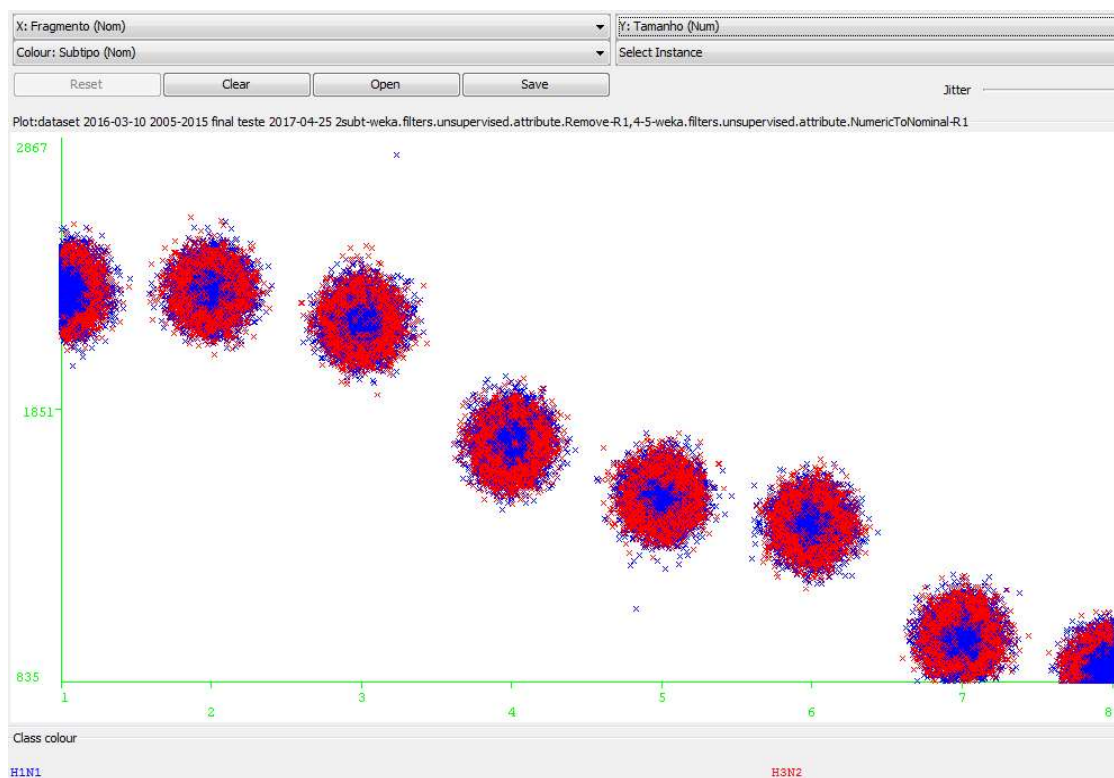 X: Fragmento (Nom) Y: Tamanho (Num)
Colour: Subtipo (Nom) Select Instance
Reset Clear Open Save Jitter
Plot:dataset 2016-03-10 2005-2015 final teste 2017-04-25 2subt-weka.filters.unsupervised.attribute.Remove-R1,4-5-weka.filters.unsupervised.attribute.NumericToNominal-R1
2867
1851
835
1 3 5 7
2 4 6 8
Class colour
H1N1 H3N2